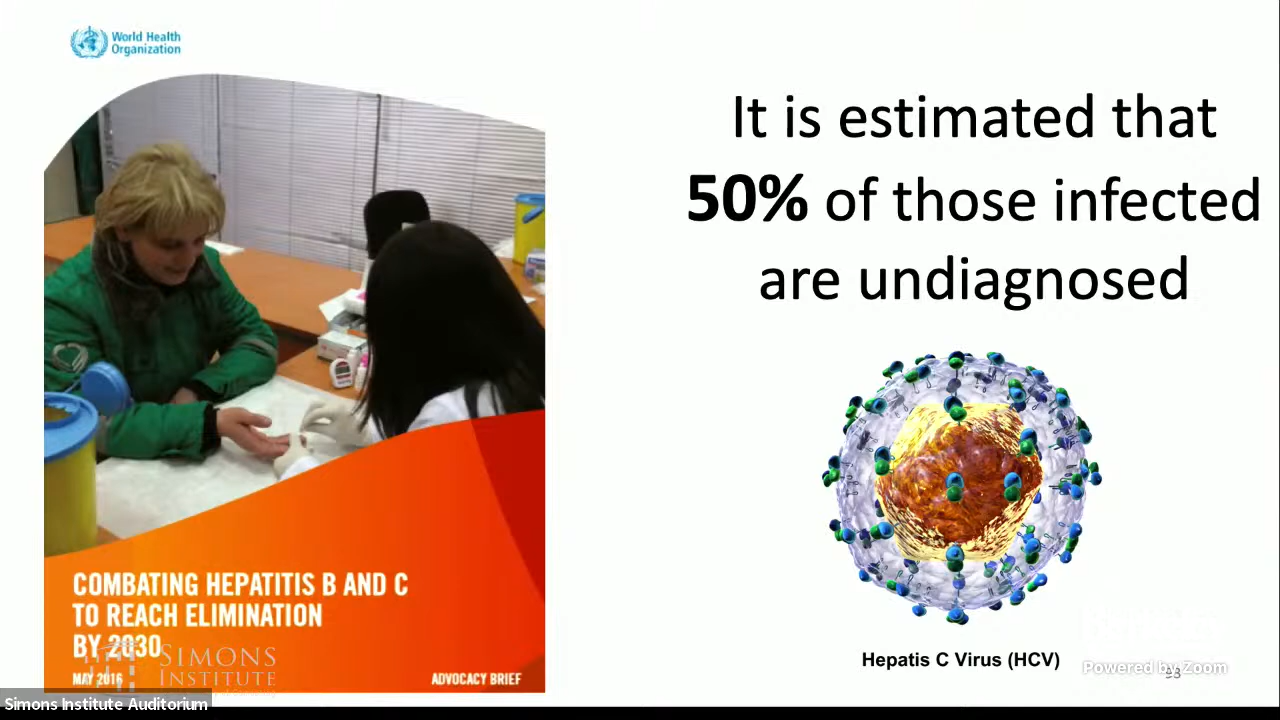 World Health
Organization
It is estimated that
50% of those infected
are undiagnosed
COMBATING HEPATITIS B AND C
TO REACH ELIMINATION
BY 2030
SIMONS
INSTITUTE
MAY 2016
ADVOCACY BRIEF
Hepatis C Virus (HCV)
Powered by Zoom
93
Simons Institute Auditorium